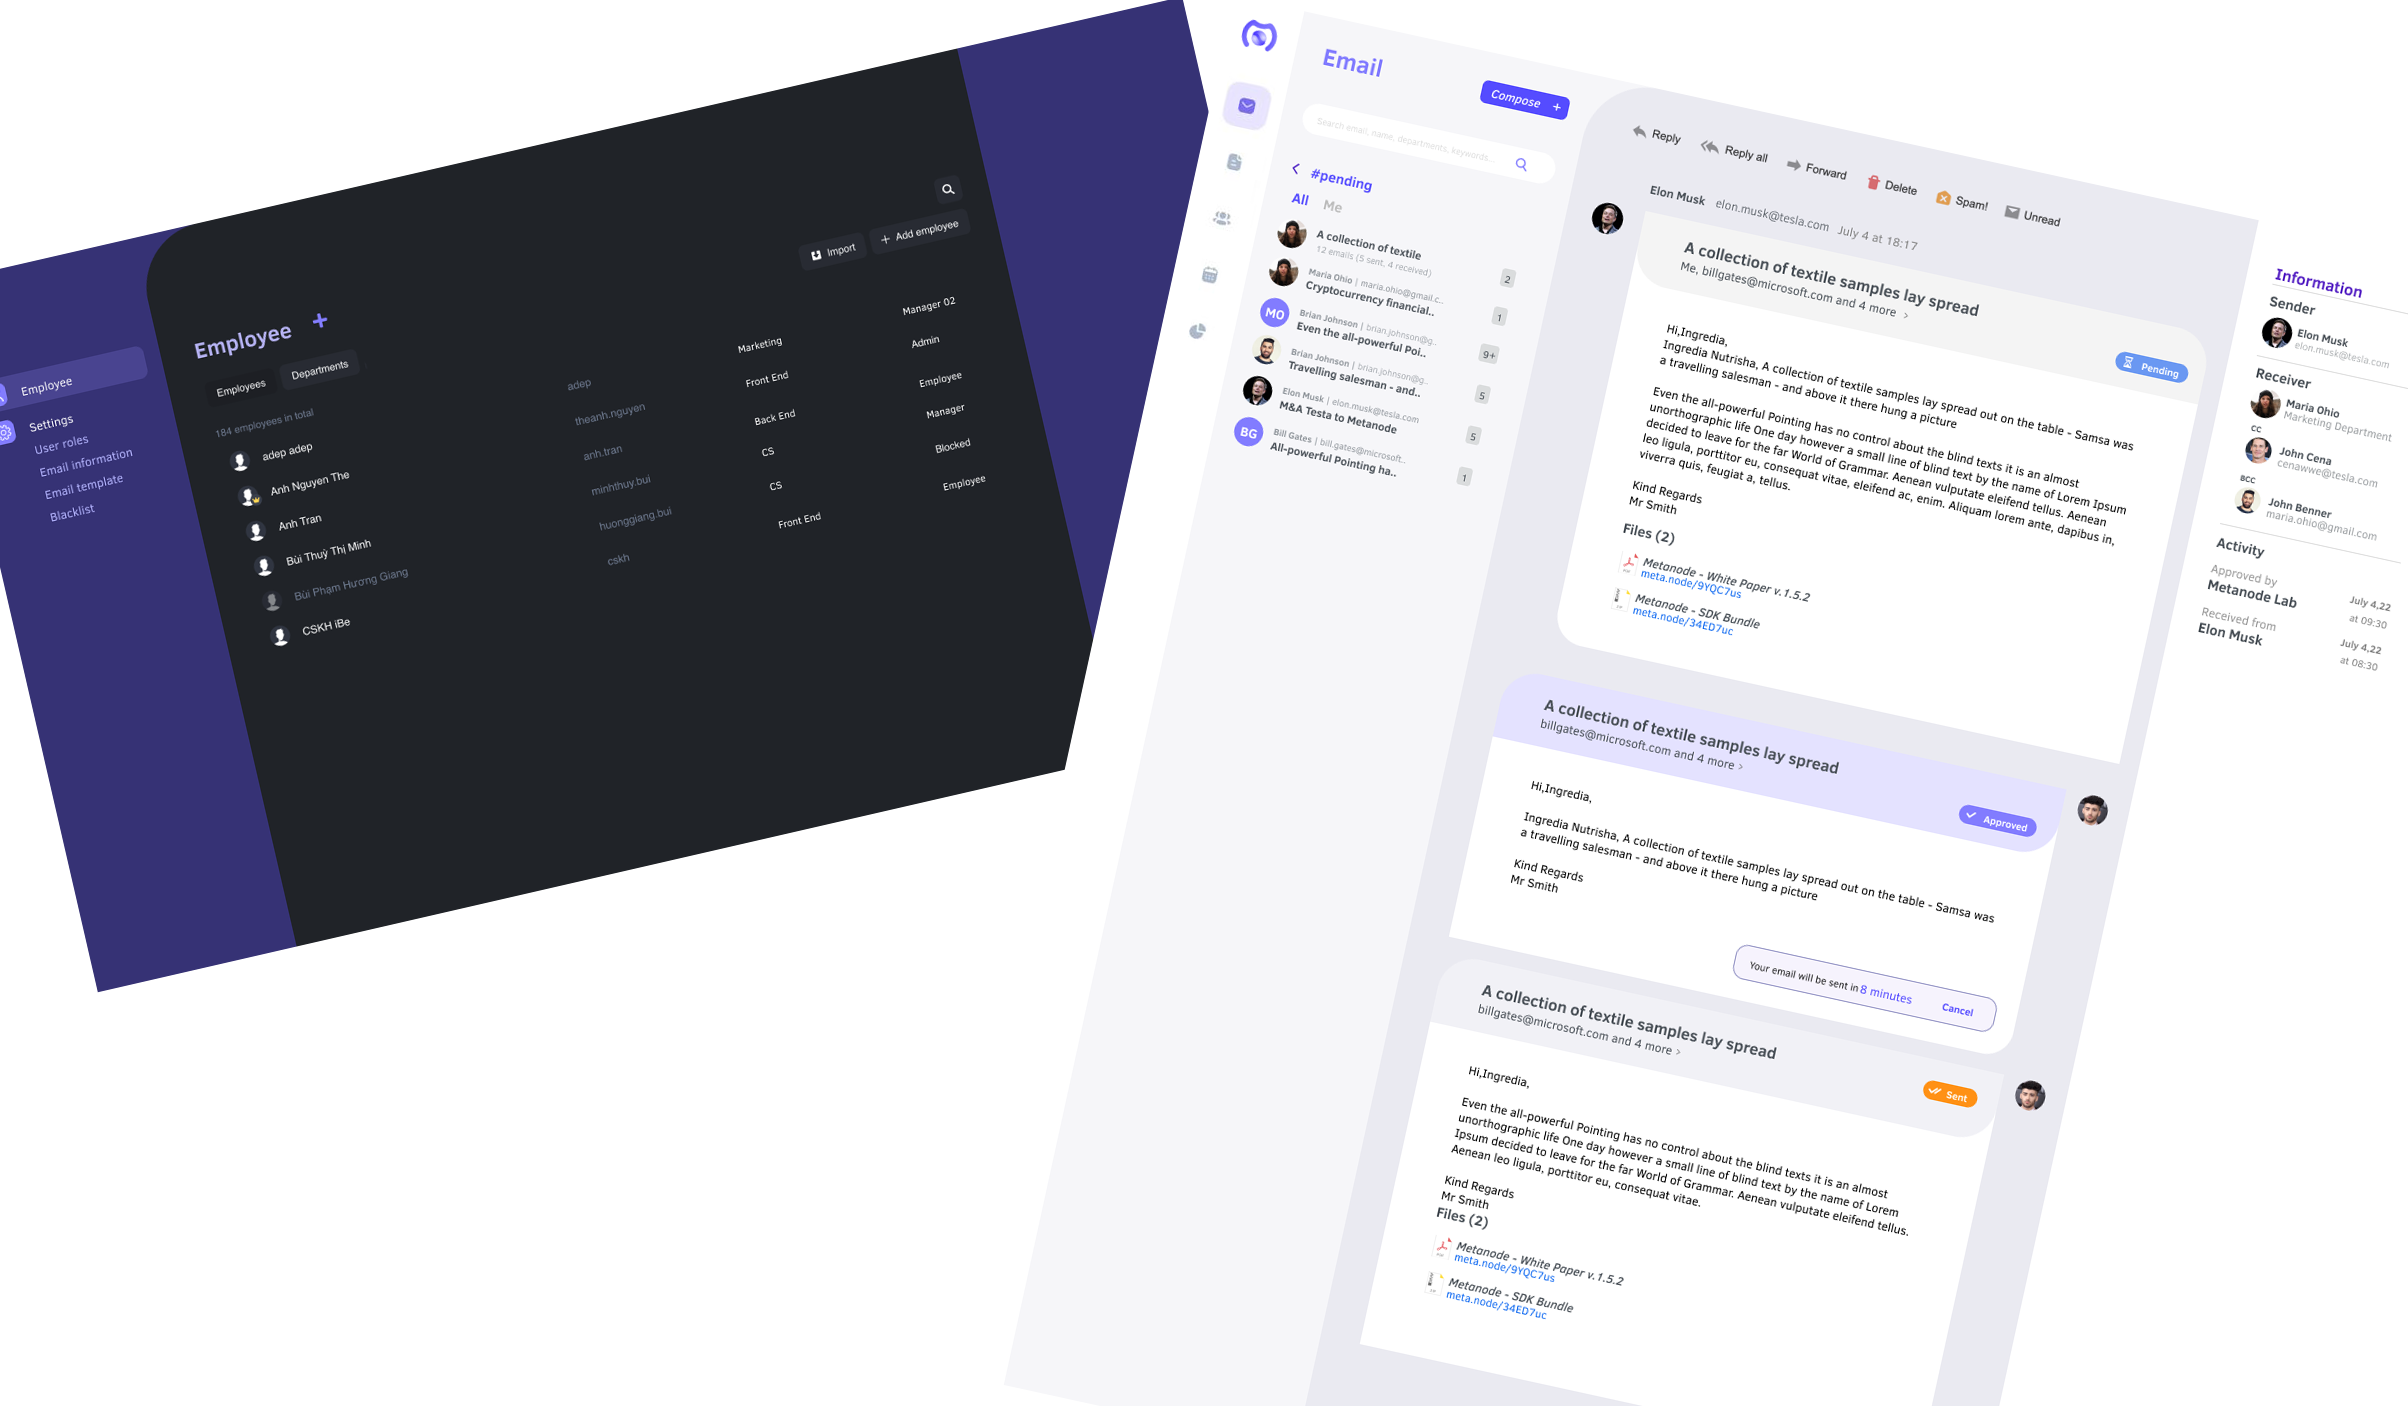 Employee
Settings
User roles
Email information
Email template
Blacklist
Employee +
Import
+ Add employee
Employees
Departments
184 employees in total
adep adep
adep
Marketing
Manager 02
Anh Nguyen The
theanh.nguyen
Front End
Admin
Anh Tran
anh.tran
Back End
Employee
Bùi Thuỳ Thị Minh
minhthuy.bui
CS
Manager
Bùi Phạm Hương Giang
huonggiang.bui
CS
Blocked
CSKH iBe
cskh
Front End
Employee
Email
Compose +
Search email, name, departments, keywords...
#pending
All Me
A collection of textile
12 emails (5 sent, 4 received)
2
Maria Ohio | maria.ohio@gmail.c..
Cryptocurrency financial..
1
MO
Brian Johnson | brian.johnson@g..
Even the all-powerful Poi..
9+
Brian Johnson | brian.johnson@g..
Travelling salesman - and..
5
Elon Musk | elon.musk@tesla.com
M&A Testa to Metanode
5
BG
Bill Gates | bill.gates@microsoft..
All-powerful Pointing ha..
1
Reply
Reply all
Forward
Delete
Spam!
Unread
Elon Musk elon.musk@tesla.com July 4 at 18:17
A collection of textile samples lay spread
Me, billgates@microsoft.com and 4 more >
Pending
Hi,Ingredia,
Ingredia Nutrisha, A collection of textile samples lay spread out on the table - Samsa was
a travelling salesman - and above it there hung a picture
Even the all-powerful Pointing has no control about the blind texts it is an almost
unorthographic life One day however a small line of blind text by the name of Lorem Ipsum
decided to leave for the far World of Grammar. Aenean vulputate eleifend tellus. Aenean
leo ligula, porttitor eu, consequat vitae, eleifend ac, enim. Aliquam lorem ante, dapibus in,
viverra quis, feugiat a, tellus.
Kind Regards
Mr Smith
Files (2)
Metanode - White Paper v.1.5.2
meta.node/9YQC7us
Metanode - SDK Bundle
meta.node/34ED7uc
A collection of textile samples lay spread
billgates@microsoft.com and 4 more >
Approved
Hi,Ingredia,
Ingredia Nutrisha, A collection of textile samples lay spread out on the table - Samsa was
a travelling salesman - and above it there hung a picture
Kind Regards
Mr Smith
Your email will be sent in 8 minutes
Cancel
A collection of textile samples lay spread
billgates@microsoft.com and 4 more >
Sent
Hi,Ingredia,
Even the all-powerful Pointing has no control about the blind texts it is an almost
unorthographic life One day however a small line of blind text by the name of Lorem
Ipsum decided to leave for the far World of Grammar. Aenean vulputate eleifend tellus.
Aenean leo ligula, porttitor eu, consequat vitae.
Kind Regards
Mr Smith
Files (2)
Metanode - White Paper v.1.5.2
meta.node/9YQC7us
Metanode - SDK Bundle
meta.node/34ED7uc
Information
Sender
Elon Musk
elon.musk@tesla.com
Receiver
Maria Ohio
Marketing Department
CC
John Cena
cenawwe@tesla.com
BCC
John Benner
maria.ohio@gmail.com
Activity
Approved by
Metanode Lab
July 4,22
at 09:30
Received from
Elon Musk
July 4,22
at 08:30